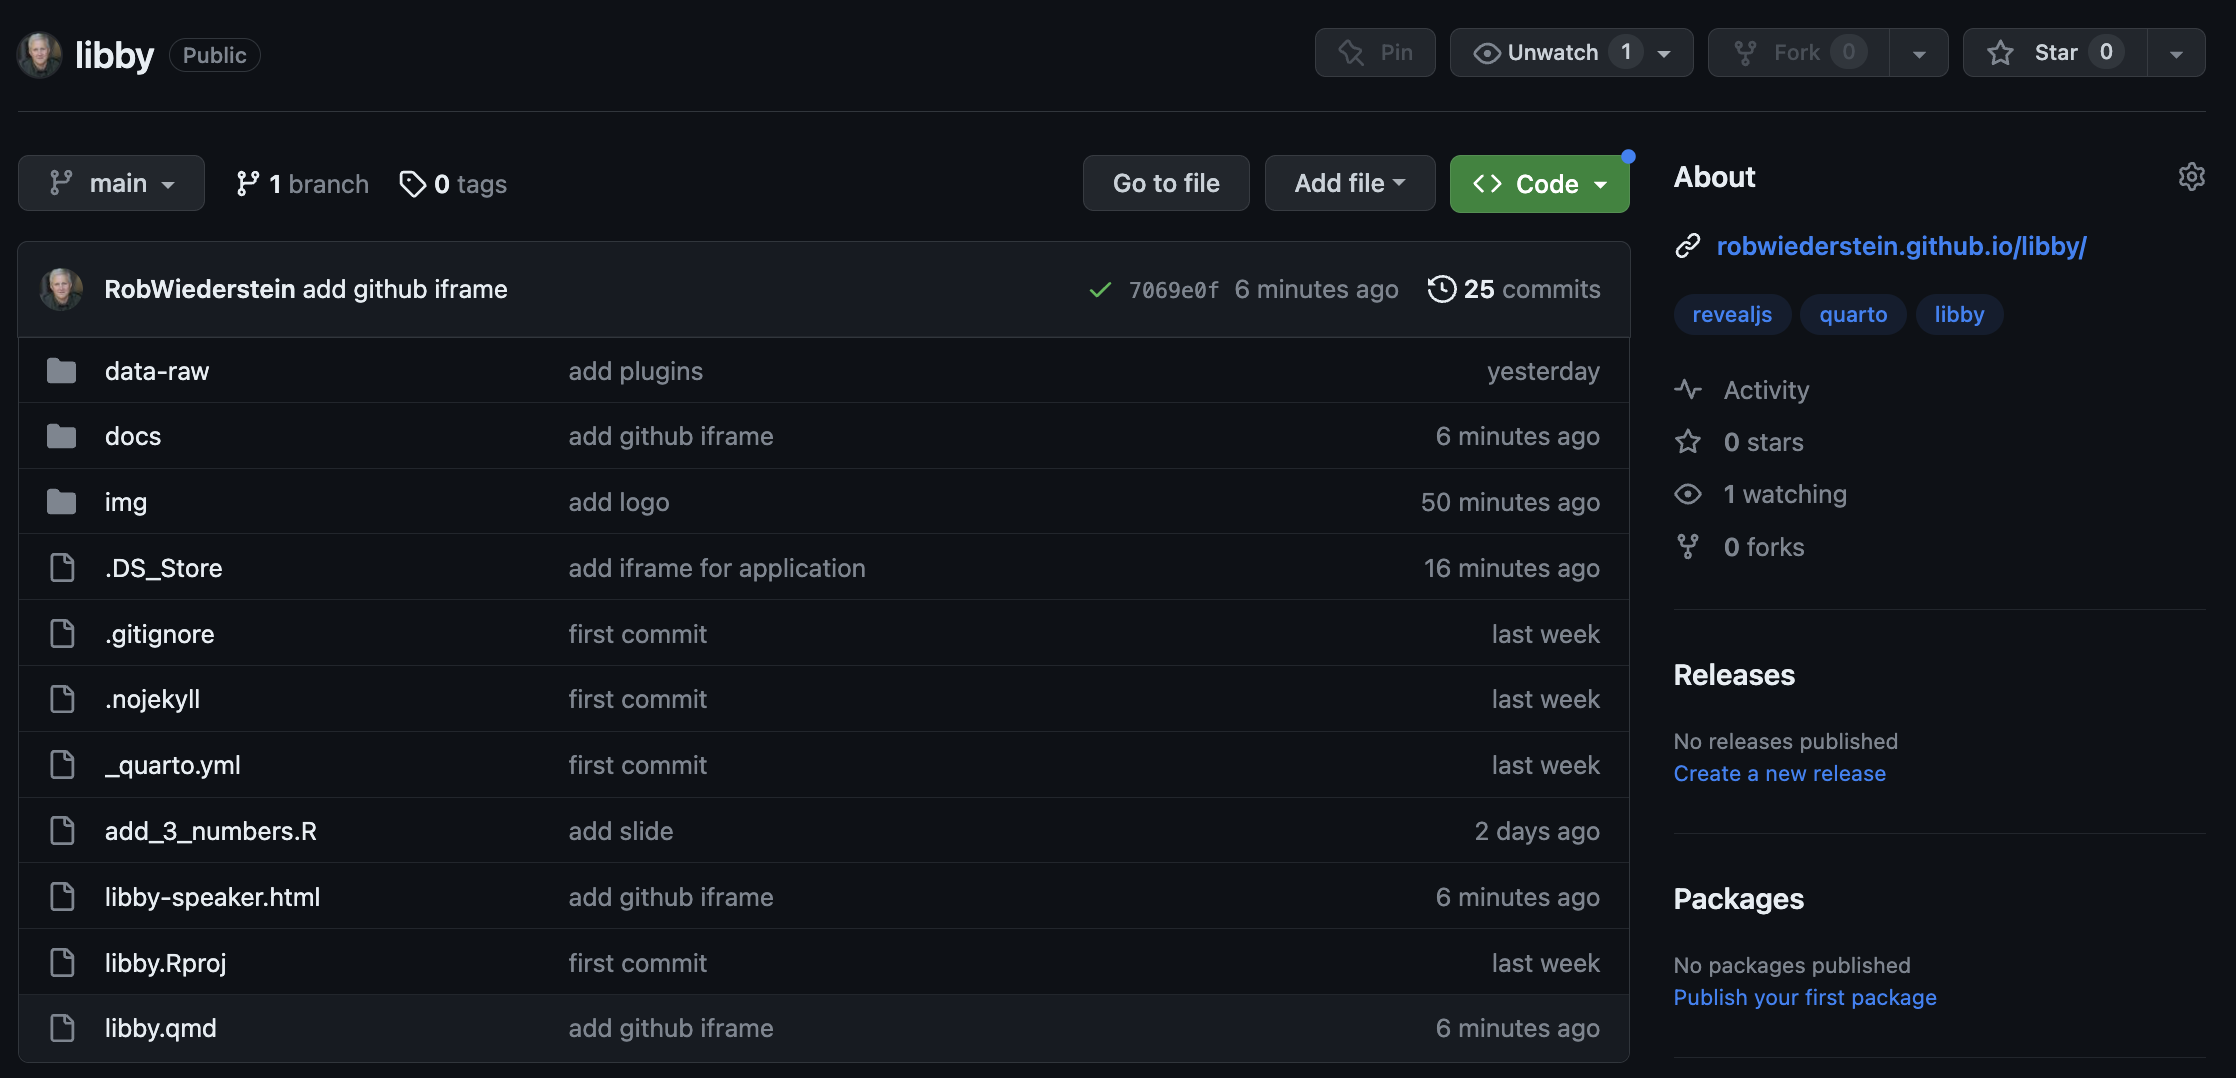 libby Public Pin Unwatch 1 Fork 0 Star 0
main 1 branch 0 tags Go to file Add file Code
RobWiederstein add github iframe 7069e0f 6 minutes ago 25 commits
data-raw add plugins yesterday
docs add github iframe 6 minutes ago
img add logo 50 minutes ago
.DS_Store add iframe for application 16 minutes ago
.gitignore first commit last week
.nojekyll first commit last week
_quarto.yml first commit last week
add_3_numbers.R add slide 2 days ago
libby-speaker.html add github iframe 6 minutes ago
libby.Rproj first commit last week
libby.qmd add github iframe 6 minutes ago
About
robwiederstein.github.io/libby/
revealjs quarto libby
Activity
0 stars
1 watching
0 forks
Releases
No releases published
Create a new release
Packages
No packages published
Publish your first package